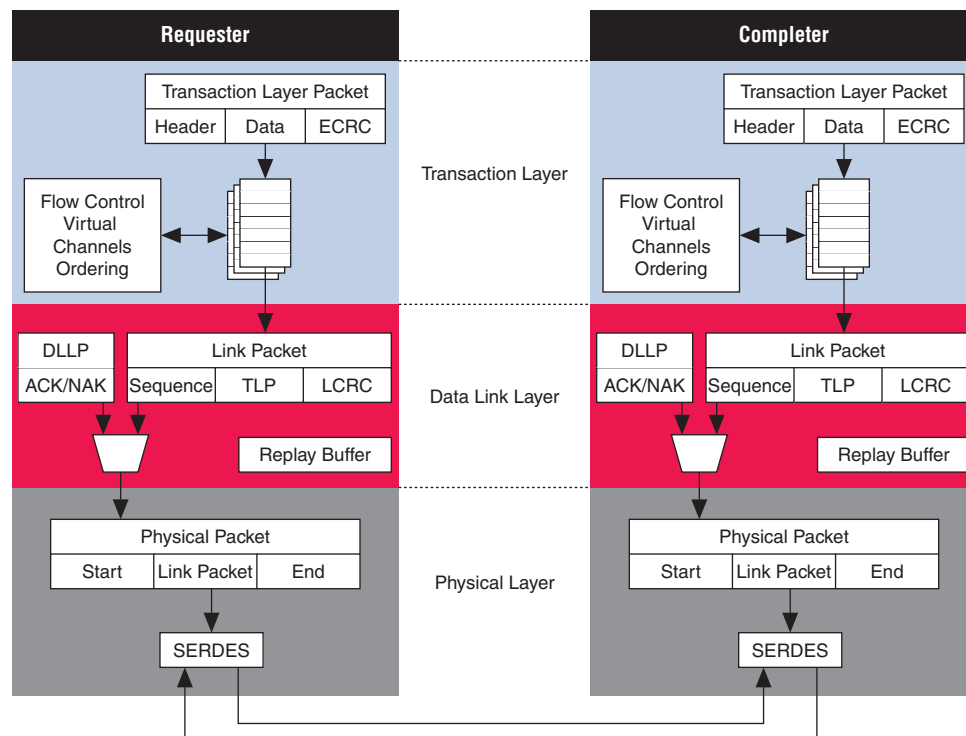 Requester
Completer
Transaction Layer Packet
Header Data ECRC
Flow Control
Virtual
Channels
Ordering
Transaction Layer
Transaction Layer Packet
Header Data ECRC
Flow Control
Virtual
Channels
Ordering
DLLP
ACK/NAK
Link Packet
Sequence TLP LCRC
Replay Buffer
Data Link Layer
DLLP
ACK/NAK
Link Packet
Sequence TLP LCRC
Replay Buffer
Physical Packet
Start Link Packet End
SERDES
Physical Layer
Physical Packet
Start Link Packet End
SERDES